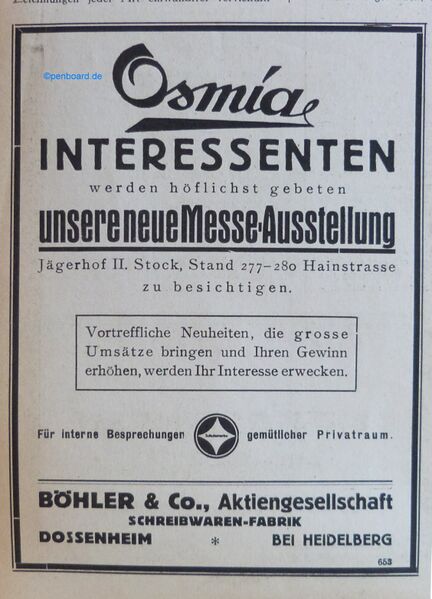 ©penboard.de
Osmia
INTERESSENTEN
werden höflichst gebeten
unsere neue Messe-Ausstellung
Jägerhof II. Stock, Stand 277–280 Hainstrasse
zu besichtigen.
Vortreffliche Neuheiten, die grosse
Umsätze bringen und Ihren Gewinn
erhöhen, werden Ihr Interesse erwecken.
Für interne Besprechungen gemütlicher Privatraum.
BÖHLER & Co., Aktiengesellschaft
SCHREIBWAREN-FABRIK
DOSSENHEIM * BEI HEIDELBERG
653